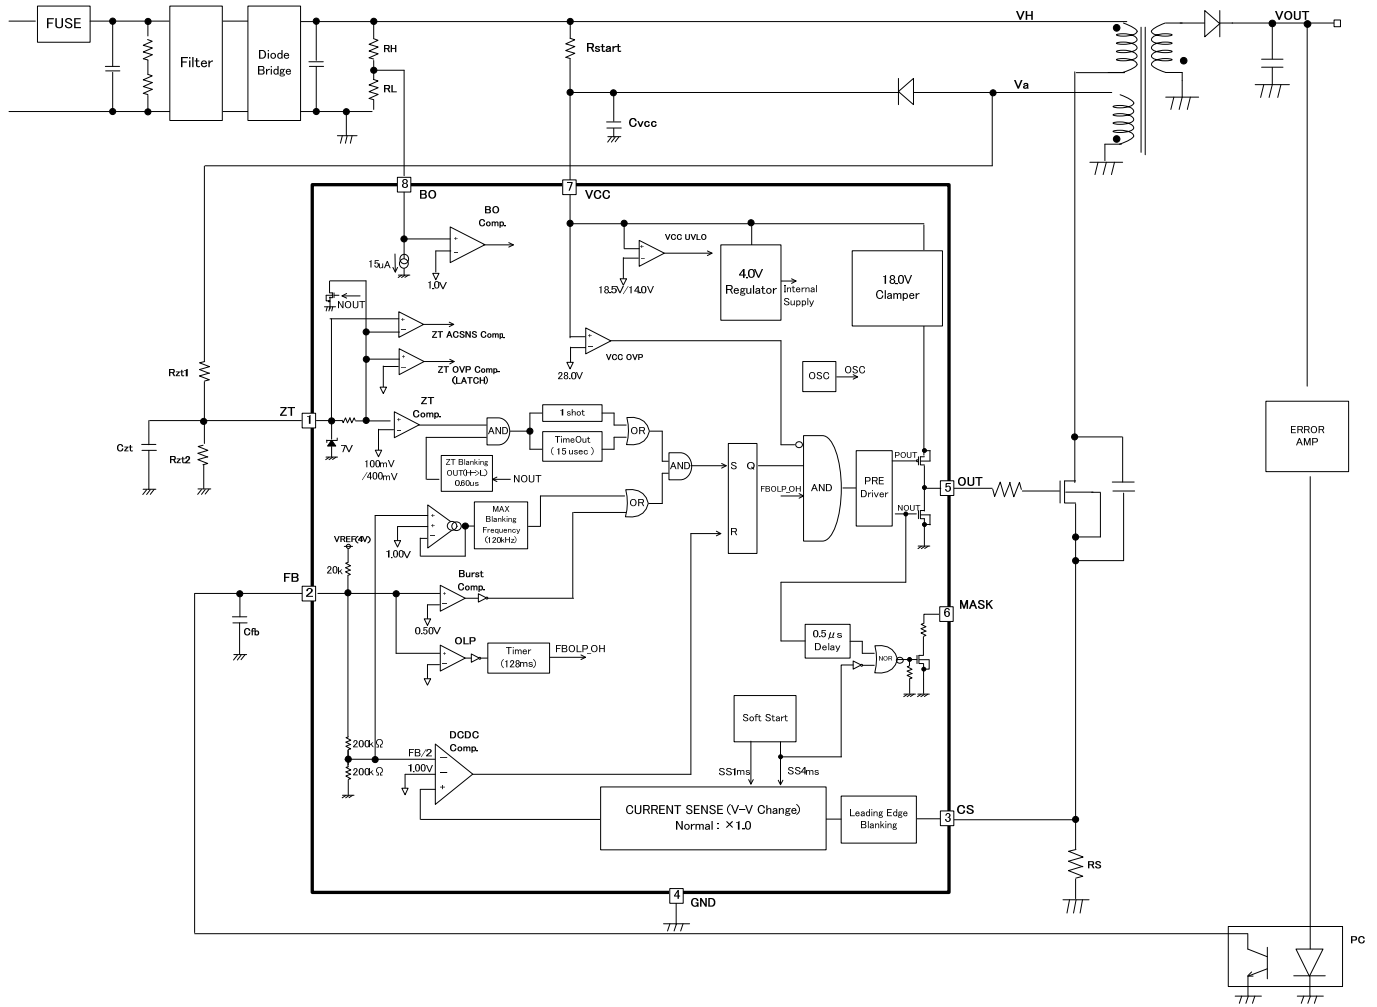 FUSE
Filter
Diode
Bridge
RH
RL
Rstart
VH
VOUT
Va
Cvcc
8
BO
7
VCC
BO
Comp.
15uA
1.0V
VCC UVLO
18.5V/14.0V
4.0V
Regulator
Internal
Supply
18.0V
Clamper
NOUT
ZT ACSNS Comp.
ZT OVP Comp.
(LATCH)
VCC OVP
28.0V
OSC
OSC
Rzt1
ZT
1
Czt
Rzt2
7V
ZT
Comp.
100mV
/400mV
AND
1 shot
TimeOut
( 15 usec )
OR
ZT Blanking
OUT(H->L)
0.60us
NOUT
AND
OR
S
Q
R
FBOLP_OH
AND
PRE
Driver
POUT
NOUT
5
OUT
ERROR
AMP
MAX
Blanking
Frequency
(120kHz)
1.00V
VREF(4V)
20k
FB
2
Cfb
Burst
Comp.
0.50V
OLP
Timer
(128ms)
FBOLP_OH
6
MASK
0.5μs
Delay
NOR
Soft Start
SS1ms
SS4ms
200kΩ
200kΩ
FB/2
1.00V
DCDC
Comp.
CURRENT SENSE (V-V Change)
Normal : ×1.0
Leading Edge
Blanking
3
CS
RS
4
GND
PC